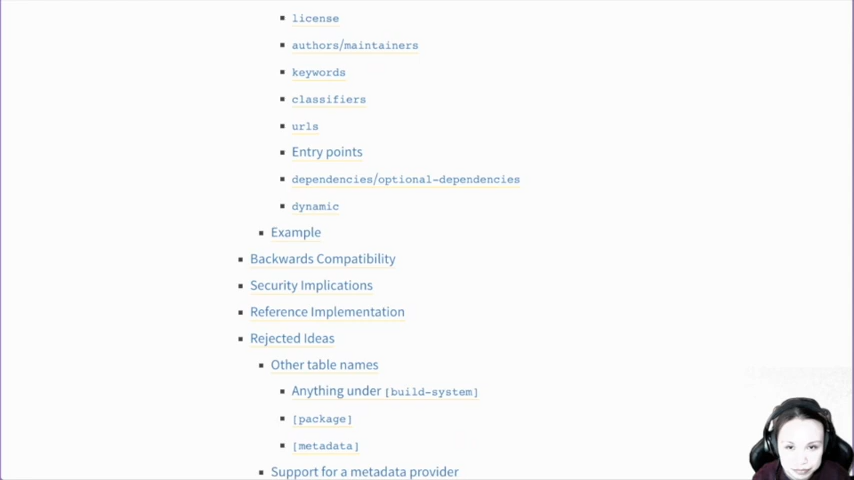 license
authors/maintainers
keywords
classifiers
urls
Entry points
dependencies/optional-dependencies
dynamic
Example
Backwards Compatibility
Security Implications
Reference Implementation
Rejected Ideas
Other table names
Anything under [build-system]
[package]
[metadata]
Support for a metadata provider